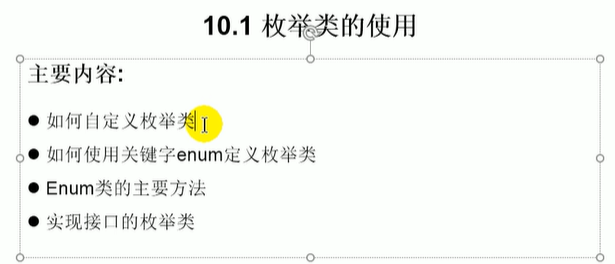 10.1 枚举类的使用
主要内容:
● 如何自定义枚举类
● 如何使用关键字enum定义枚举类
● Enum类的主要方法
● 实现接口的枚举类